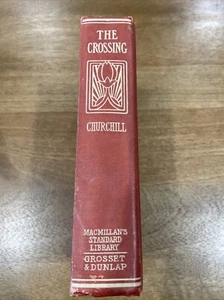 THE
CROSSING
CHURCHILL
MACMILLAN'S
STANDARD
LIBRARY
GROSSET
& DUNLAP